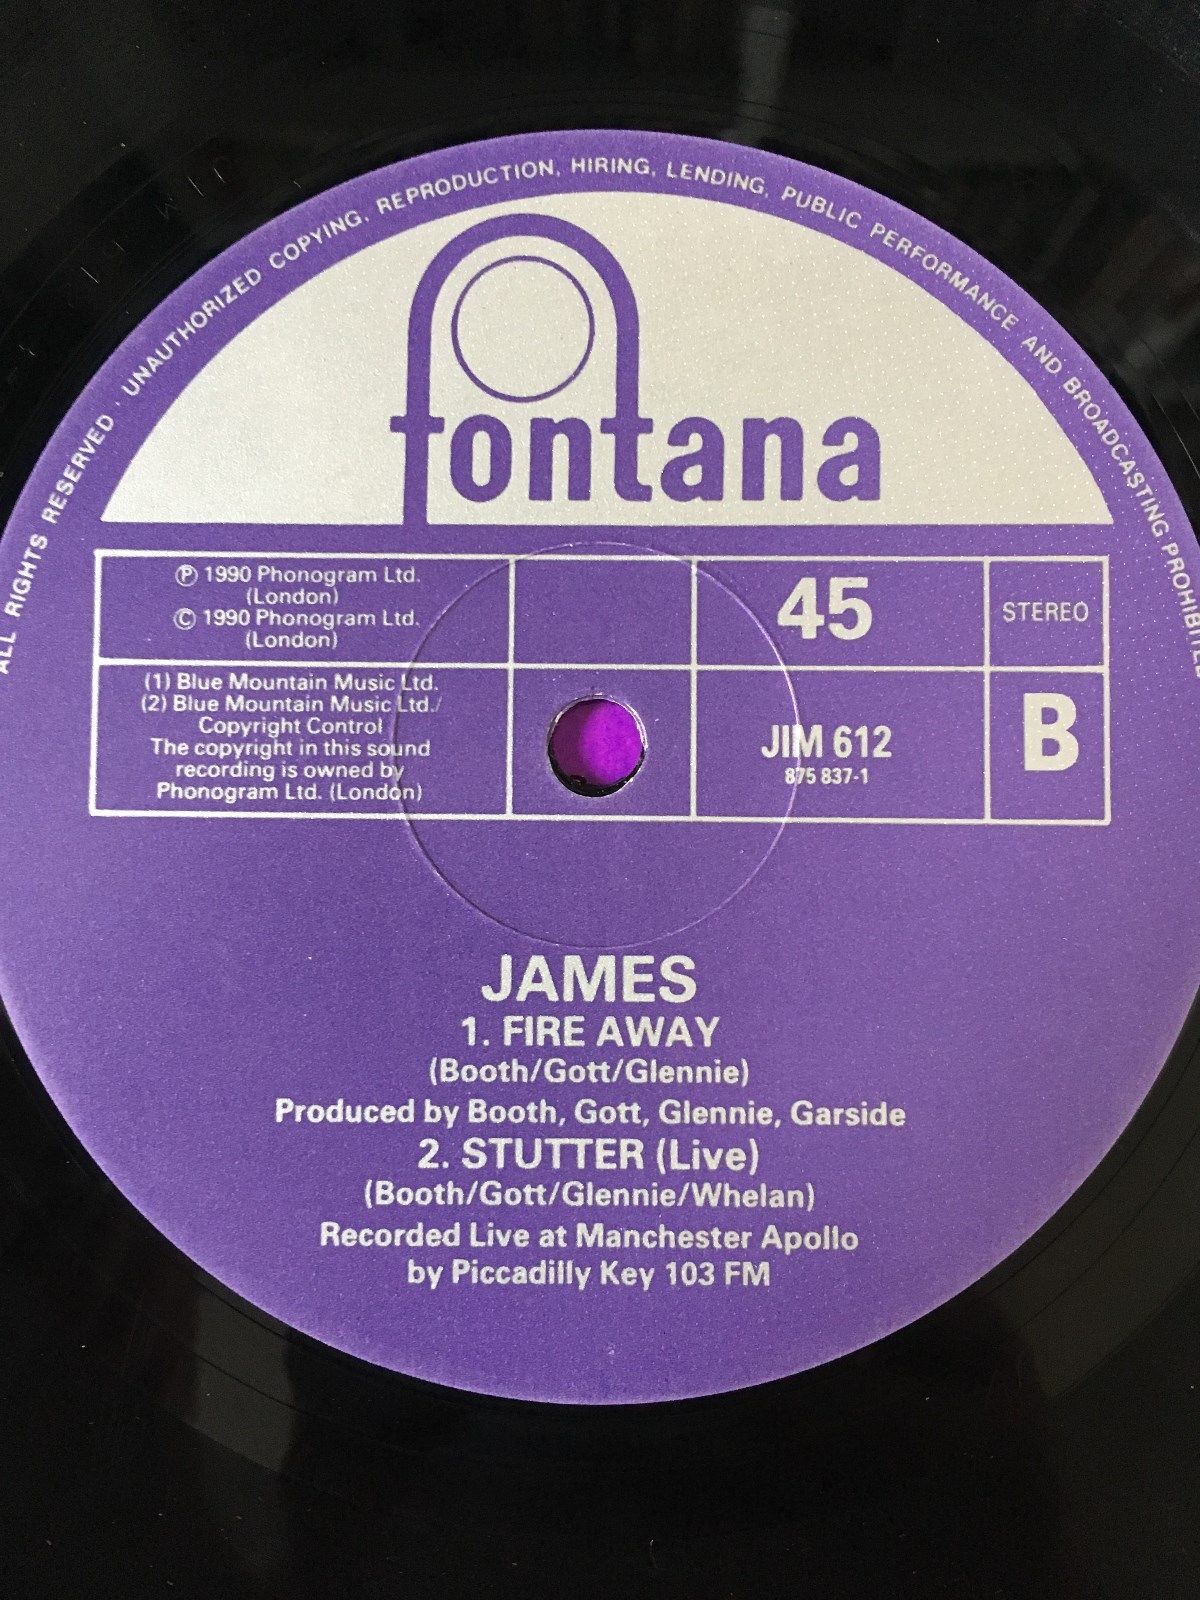 ALL RIGHTS RESERVED · UNAUTHORIZED COPYING, REPRODUCTION, HIRING, LENDING, PUBLIC PERFORMANCE AND BROADCASTING PROHIBITED
fontana
℗ 1990 Phonogram Ltd.
(London)
© 1990 Phonogram Ltd.
(London)
45
STEREO
(1) Blue Mountain Music Ltd.
(2) Blue Mountain Music Ltd./
Copyright Control
The copyright in this sound
recording is owned by
Phonogram Ltd. (London)
JIM 612
875 837-1
B
JAMES
1. FIRE AWAY
(Booth/Gott/Glennie)
Produced by Booth, Gott, Glennie, Garside
2. STUTTER (Live)
(Booth/Gott/Glennie/Whelan)
Recorded Live at Manchester Apollo
by Piccadilly Key 103 FM